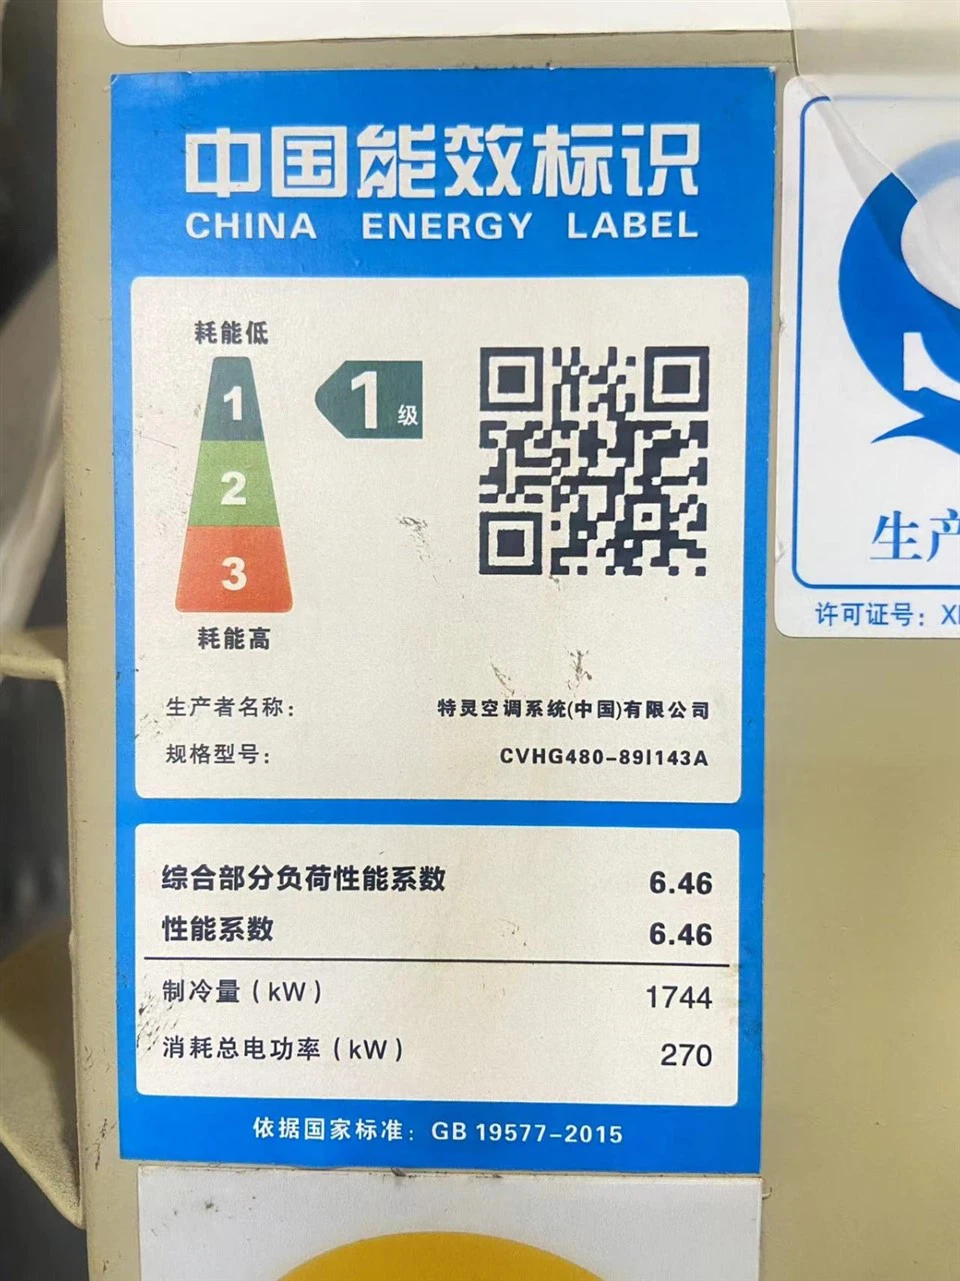 中国能效标识
CHINA ENERGY LABEL
耗能低
1
1级
2
3
耗能高
生产者名称： 特灵空调系统(中国)有限公司
规格型号： CVHG480-89I143A
综合部分负荷性能系数 6.46
性能系数 6.46
制冷量（kW） 1744
消耗总电功率（kW） 270
依据国家标准：GB 19577-2015
生产
许可证号：X